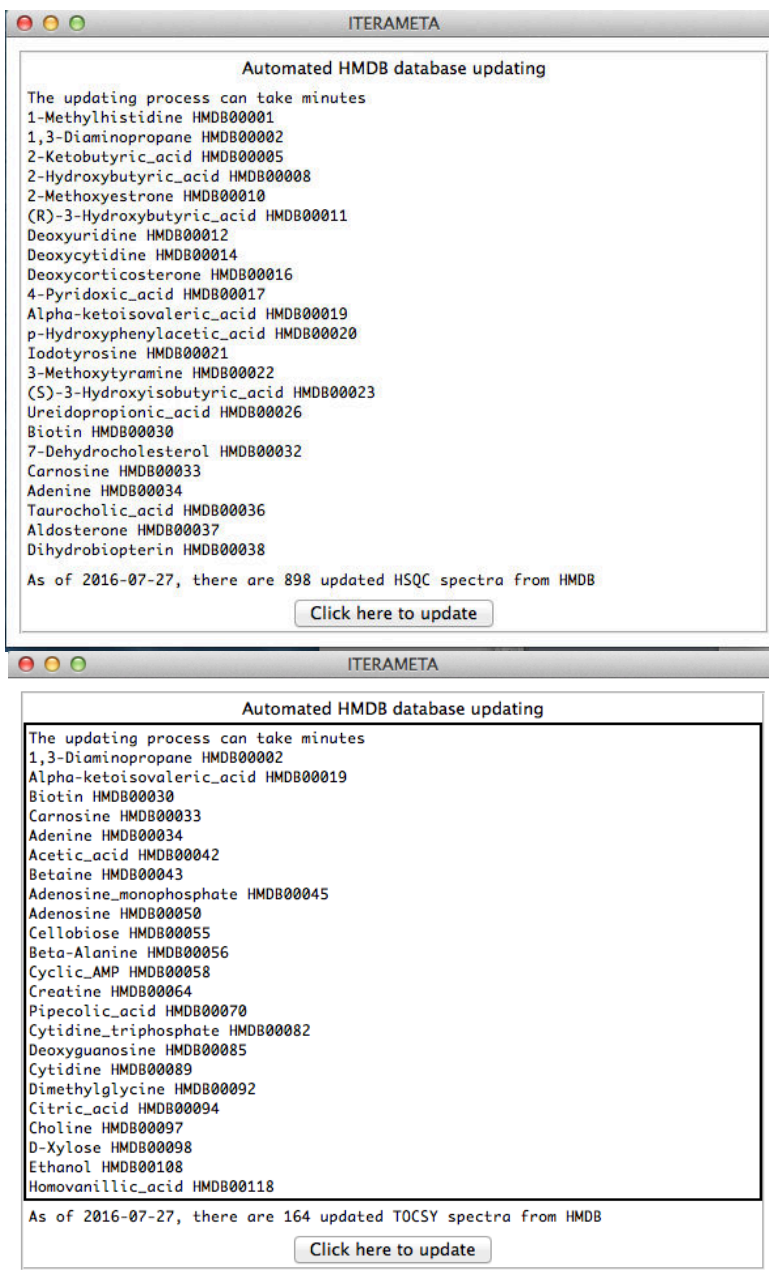 ITERAMETA
Automated HMDB database updating
The updating process can take minutes
1-Methylhistidine HMDB00001
1,3-Diaminopropane HMDB00002
2-Ketobutyric_acid HMDB00005
2-Hydroxybutyric_acid HMDB00008
2-Methoxyestrone HMDB00010
(R)-3-Hydroxybutyric_acid HMDB00011
Deoxyuridine HMDB00012
Deoxycytidine HMDB00014
Deoxycorticosterone HMDB00016
4-Pyridoxic_acid HMDB00017
Alpha-ketoisovaleric_acid HMDB00019
p-Hydroxyphenylacetic_acid HMDB00020
Iodotyrosine HMDB00021
3-Methoxytyramine HMDB00022
(S)-3-Hydroxyisobutyric_acid HMDB00023
Ureidopropionic_acid HMDB00026
Biotin HMDB00030
7-Dehydrocholesterol HMDB00032
Carnosine HMDB00033
Adenine HMDB00034
Taurocholic_acid HMDB00036
Aldosterone HMDB00037
Dihydrobiopterin HMDB00038
As of 2016-07-27, there are 898 updated HSQC spectra from HMDB
Click here to update
ITERAMETA
Automated HMDB database updating
The updating process can take minutes
1,3-Diaminopropane HMDB00002
Alpha-ketoisovaleric_acid HMDB00019
Biotin HMDB00030
Carnosine HMDB00033
Adenine HMDB00034
Acetic_acid HMDB00042
Betaine HMDB00043
Adenosine_monophosphate HMDB00045
Adenosine HMDB00050
Cellobiose HMDB00055
Beta-Alanine HMDB00056
Cyclic_AMP HMDB00058
Creatine HMDB00064
Pipecolic_acid HMDB00070
Cytidine_triphosphate HMDB00082
Deoxyguanosine HMDB00085
Cytidine HMDB00089
Dimethylglycine HMDB00092
Citric_acid HMDB00094
Choline HMDB00097
D-Xylose HMDB00098
Ethanol HMDB00108
Homovanillic_acid HMDB00118
As of 2016-07-27, there are 164 updated TOCSY spectra from HMDB
Click here to update